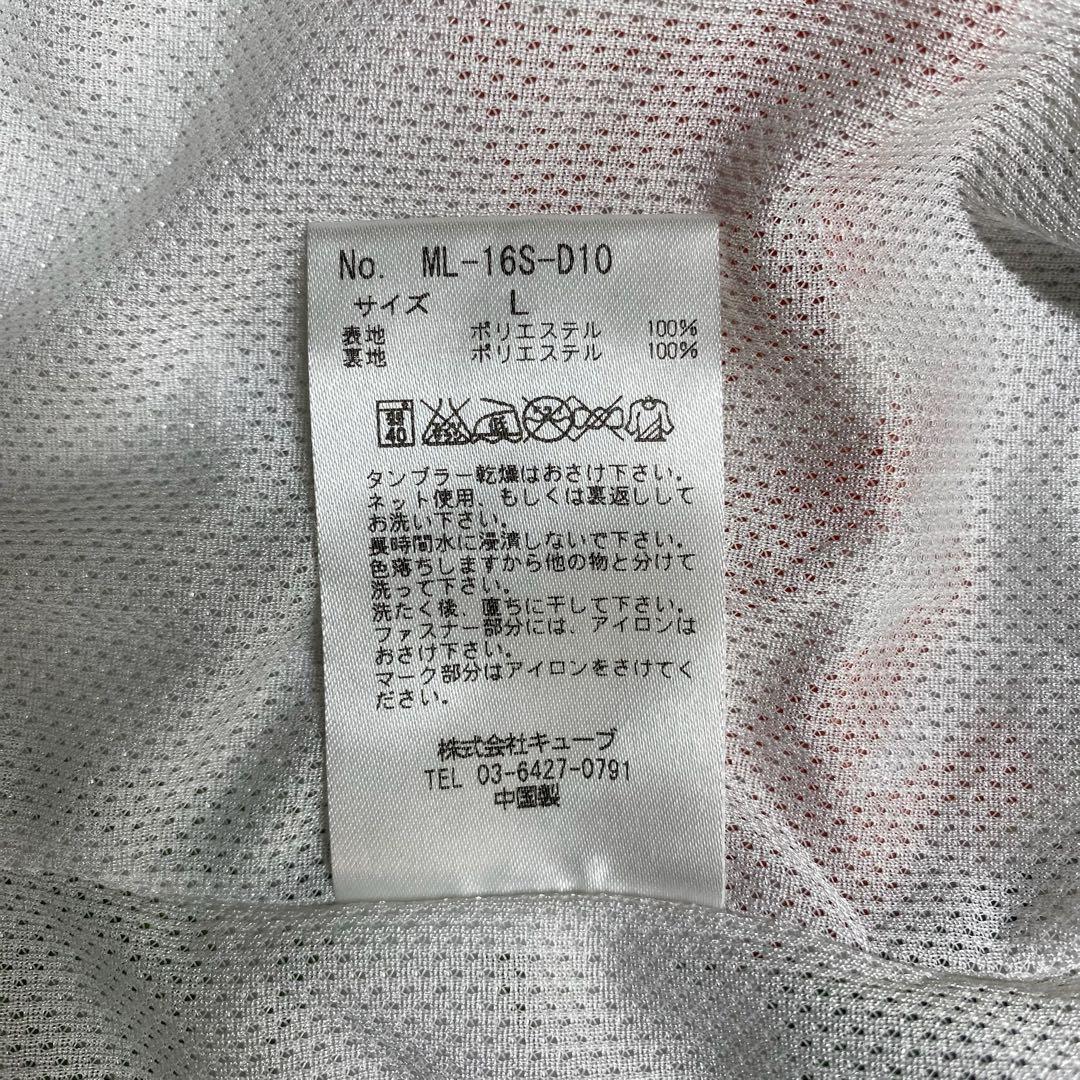 No. ML-16S-D10
サイズ L
表地 ポリエステル 100%
裏地 ポリエステル 100%
40
タンブラー乾燥はおさけ下さい。
ネット使用、もしくは裏返しして
お洗い下さい。
長時間水に浸漬しないで下さい。
色落ちしますから他の物と分けて
洗って下さい。
洗たく後、直ちに干して下さい。
ファスナー部分には、アイロンは
おさけ下さい。
マーク部分はアイロンをさけてく
ださい。
株式会社キューブ
TEL 03-6427-0791
中国製